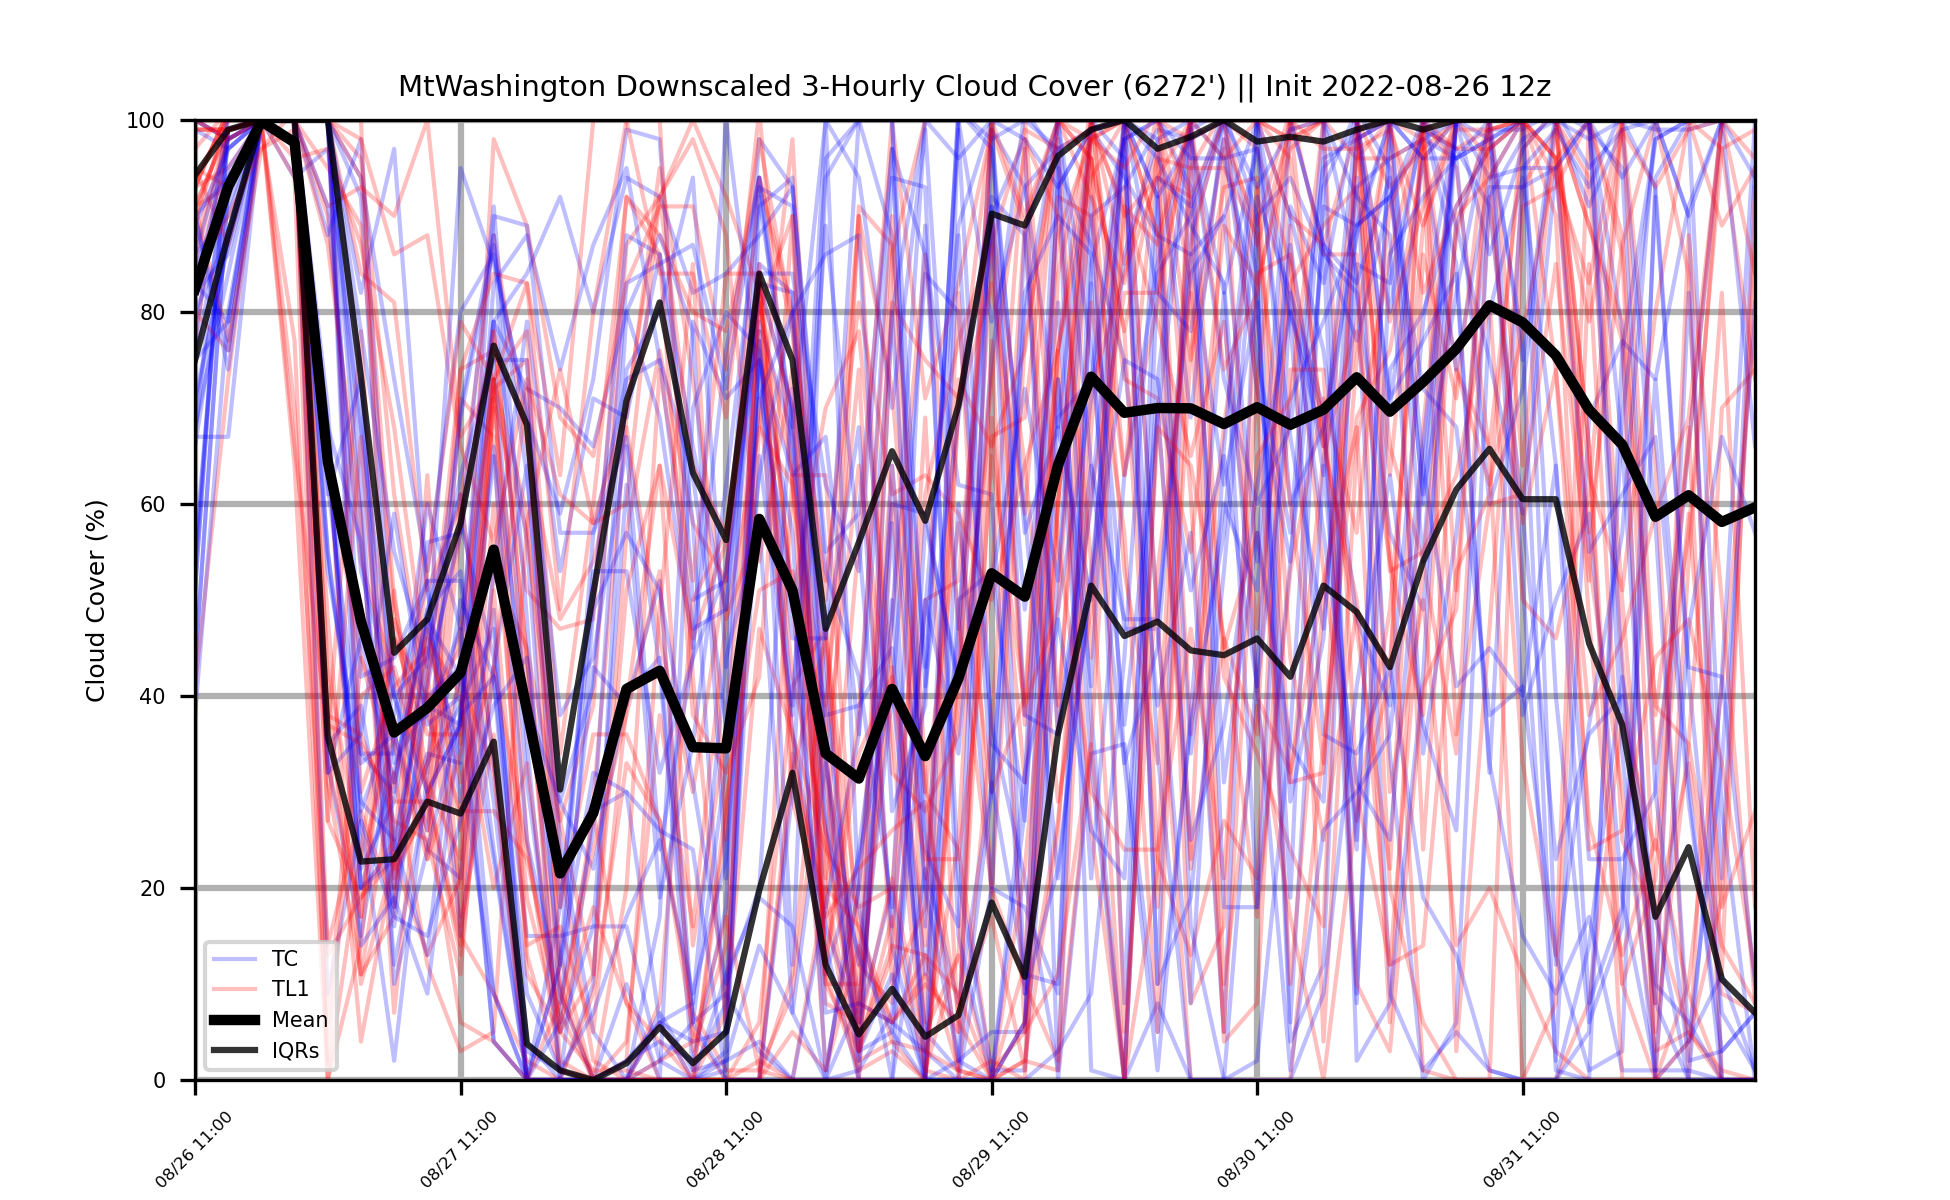 MtWashington Downscaled 3-Hourly Cloud Cover (6272') || Init 2022-08-26 12z
Cloud Cover (%)
100
80
60
40
20
0
TC
TL1
Mean
IQRs
08/26 11:00
08/27 11:00
08/28 11:00
08/29 11:00
08/30 11:00
08/31 11:00